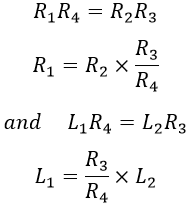 R₁R₄ = R₂R₃
R₁ = R₂ × R₃/R₄
and L₁R₄ = L₂R₃
L₁ = R₃/R₄ × L₂